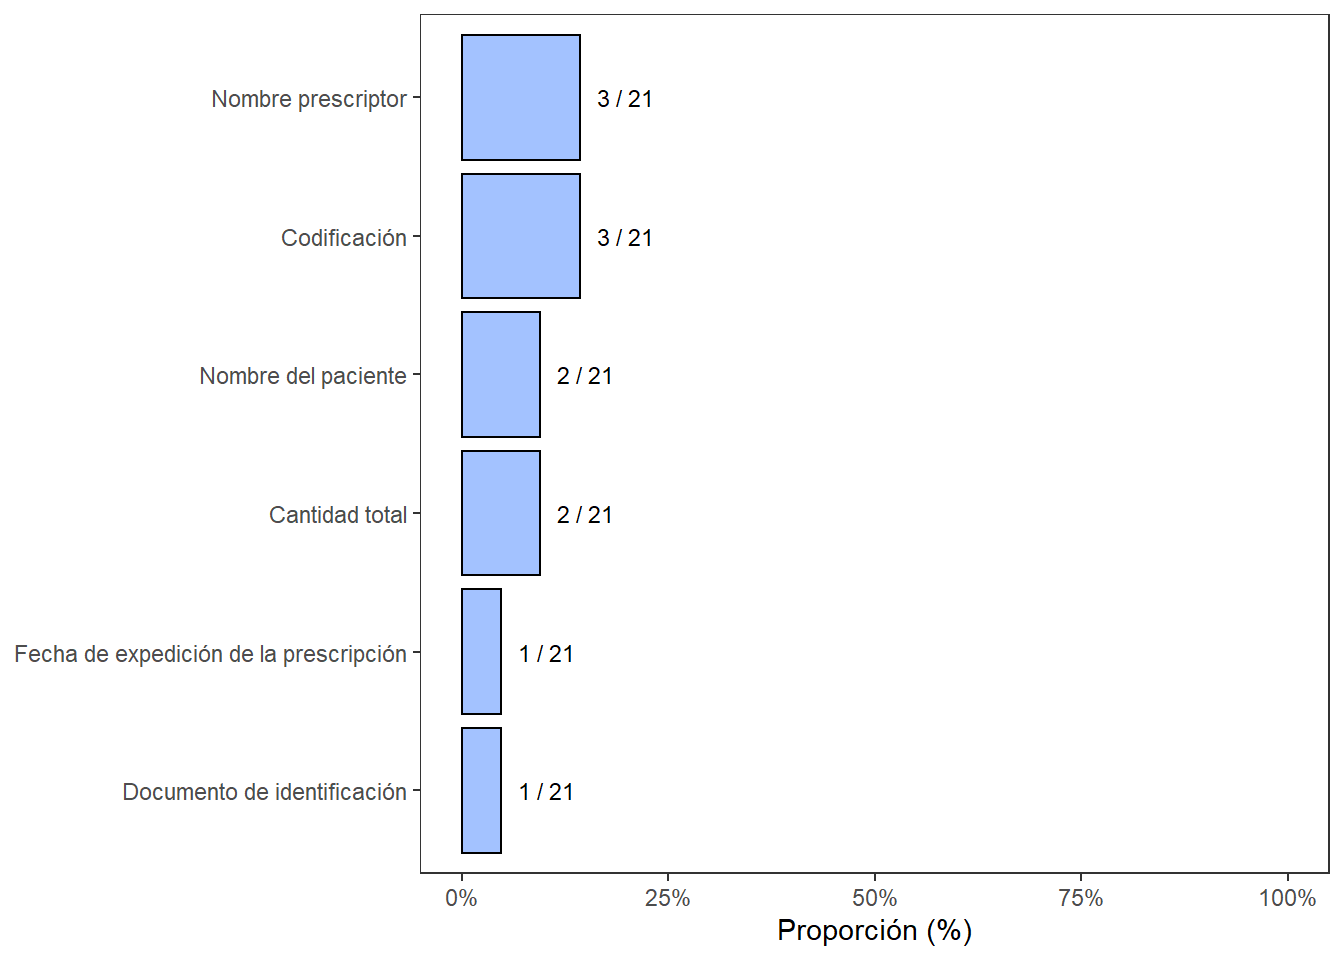 Nombre prescriptor 3 / 21
Codificación 3 / 21
Nombre del paciente 2 / 21
Cantidad total 2 / 21
Fecha de expedición de la prescripción 1 / 21
Documento de identificación 1 / 21
0% 25% 50% 75% 100%
Proporción (%)